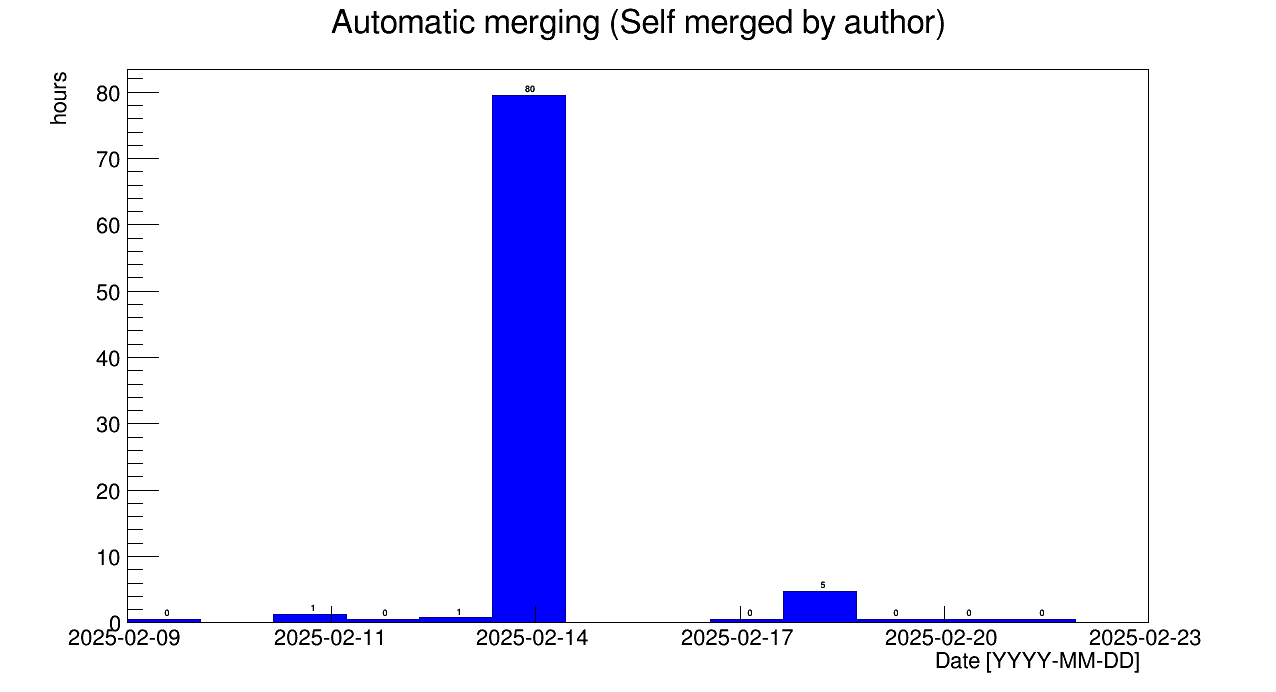 Automatic merging (Self merged by author)
hours
80
70
60
50
40
30
20
10
0
0 1 0 1 80 0 5 0 0 0
2025-02-09 2025-02-11 2025-02-14 2025-02-17 2025-02-20 2025-02-23
Date [YYYY-MM-DD]